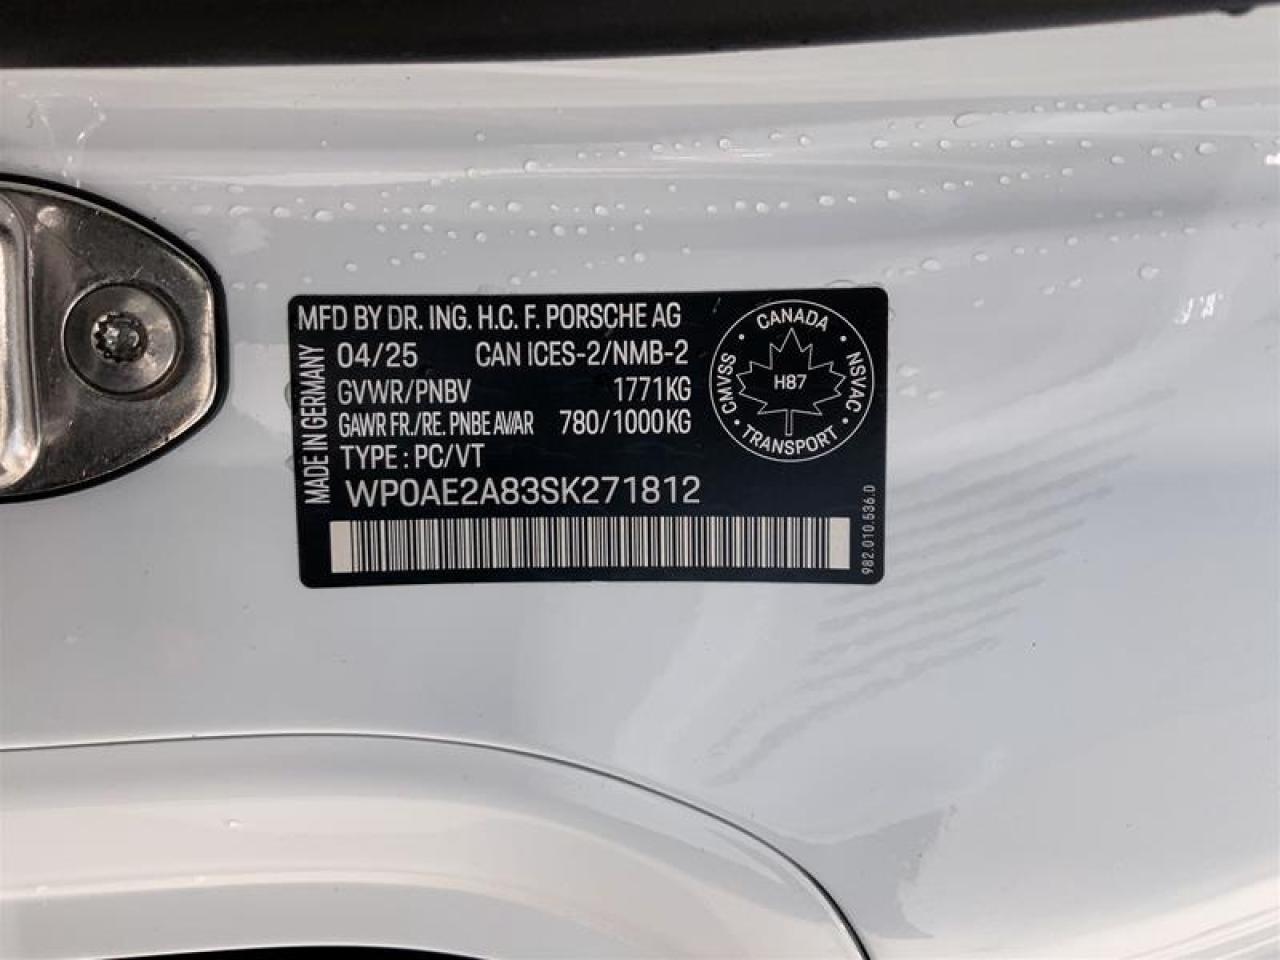 MFD BY DR. ING. H.C. F. PORSCHE AG
MADE IN GERMANY
04/25 CAN ICES-2/NMB-2
GVWR/PNBV 1771KG
GAWR FR./RE. PNBE AV/AR 780/1000KG
TYPE : PC/VT
WP0AE2A83SK271812
CANADA
CMVSS
NSVAC
H87
TRANSPORT
982.010.536.D